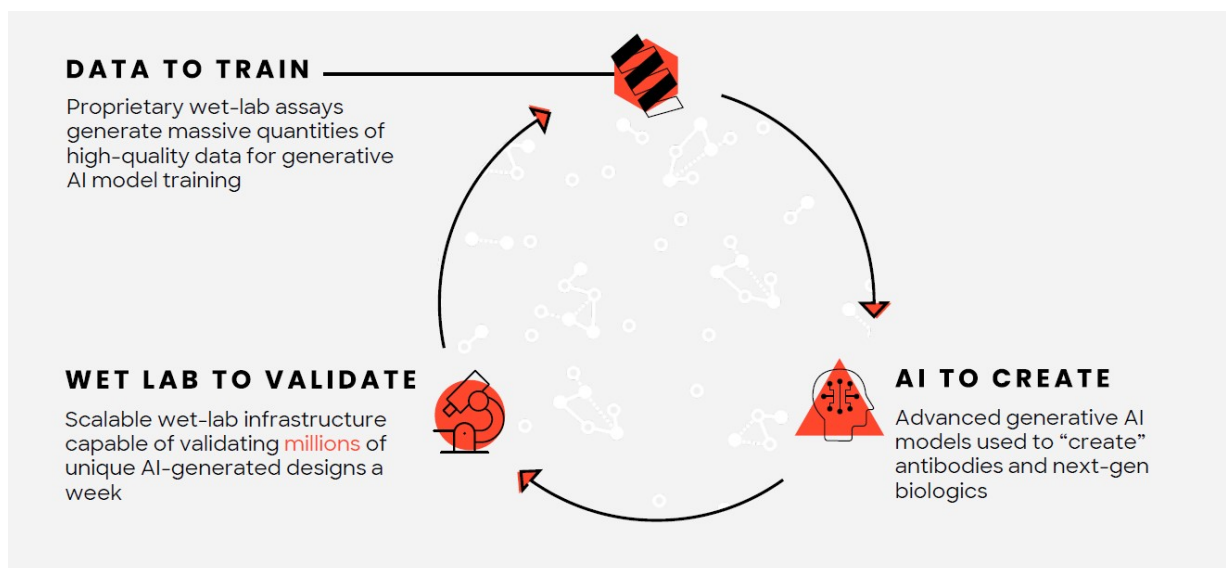 DATA TO TRAIN
Proprietary wet-lab assays
generate massive quantities of
high-quality data for generative
AI model training
WET LAB TO VALIDATE
Scalable wet-lab infrastructure
capable of validating millions of
unique AI-generated designs a
week
AI TO CREATE
Advanced generative AI
models used to “create”
antibodies and next-gen
biologics